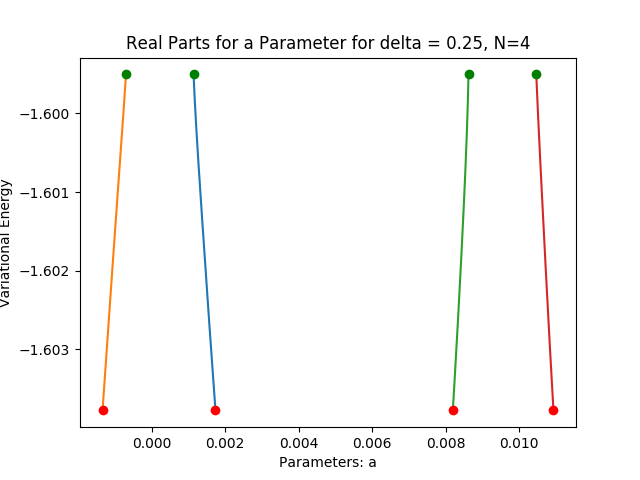 Real Parts for a Parameter for delta = 0.25, N=4
Variational Energy
−1.600
−1.601
−1.602
−1.603
0.000 0.002 0.004 0.006 0.008 0.010
Parameters: a